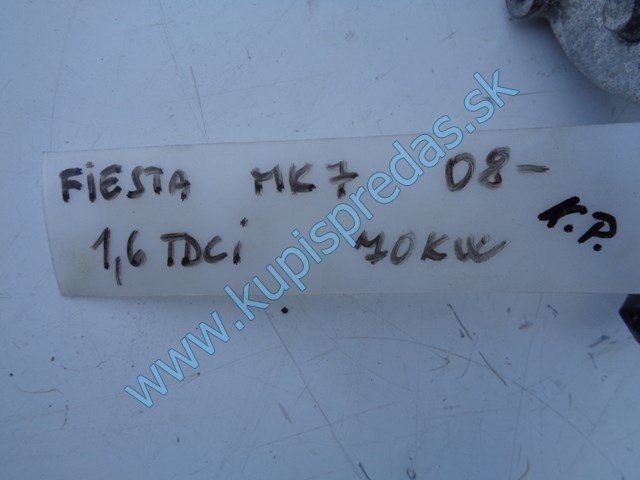 FIESTA MK7 08-
1,6 TDCi 70KW K.P.
www.kupispredas.sk